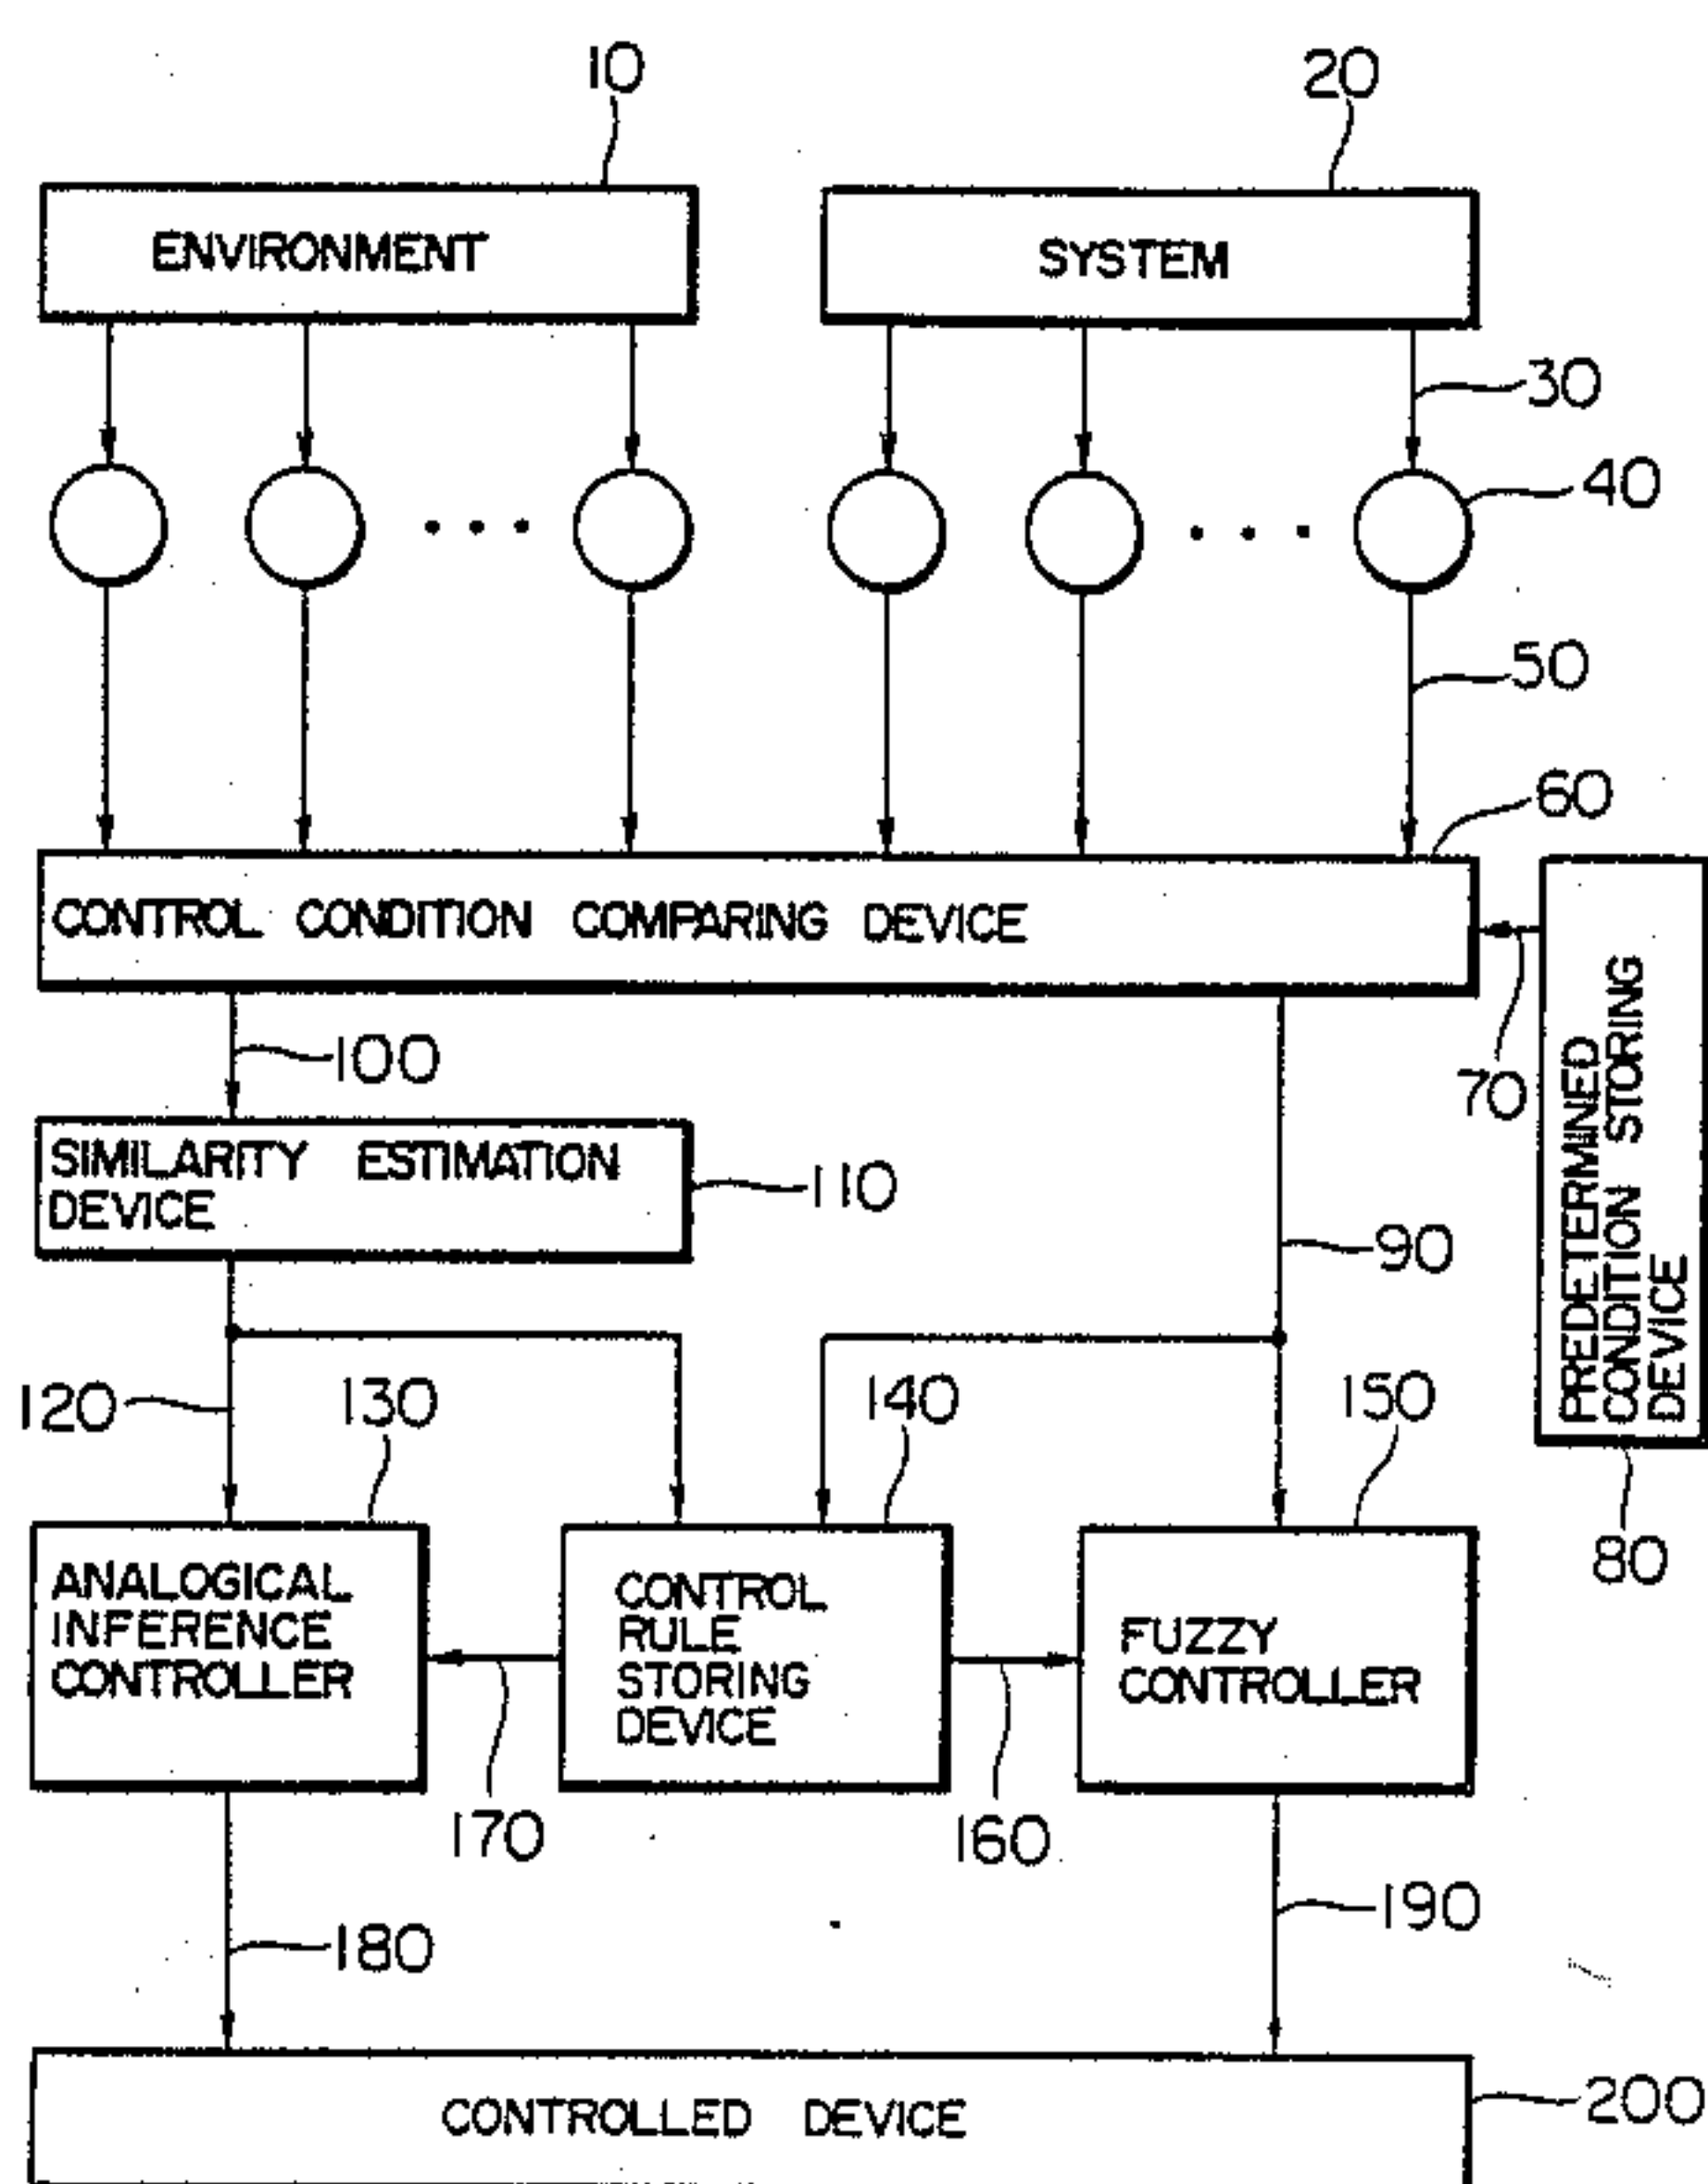 10
20
ENVIRONMENT
SYSTEM
30
40
50
60
CONTROL CONDITION COMPARING DEVICE
70
PREDETERMINED
CONDITION STORING
DEVICE
80
100
SIMILARITY ESTIMATION
DEVICE
110
90
120
130
140
150
ANALOGICAL
INFERENCE
CONTROLLER
CONTROL
RULE
STORING
DEVICE
FUZZY
CONTROLLER
170
160
180
190
CONTROLLED DEVICE
200